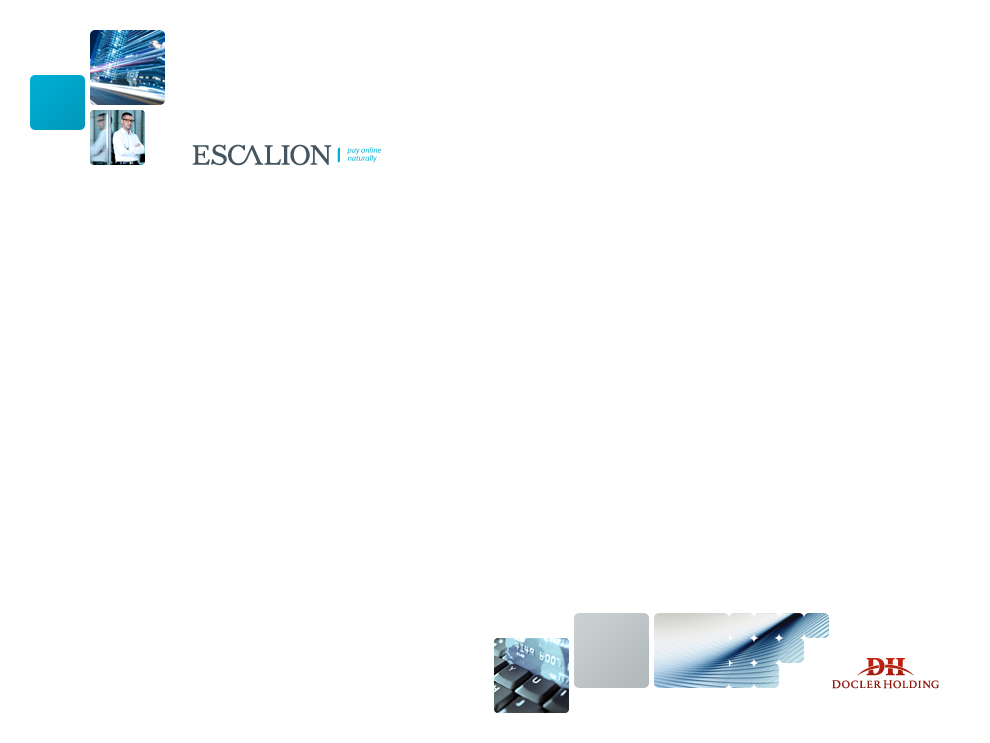 ESCALION
pay online
naturally
Y
U
I
DH
DOCLER HOLDING